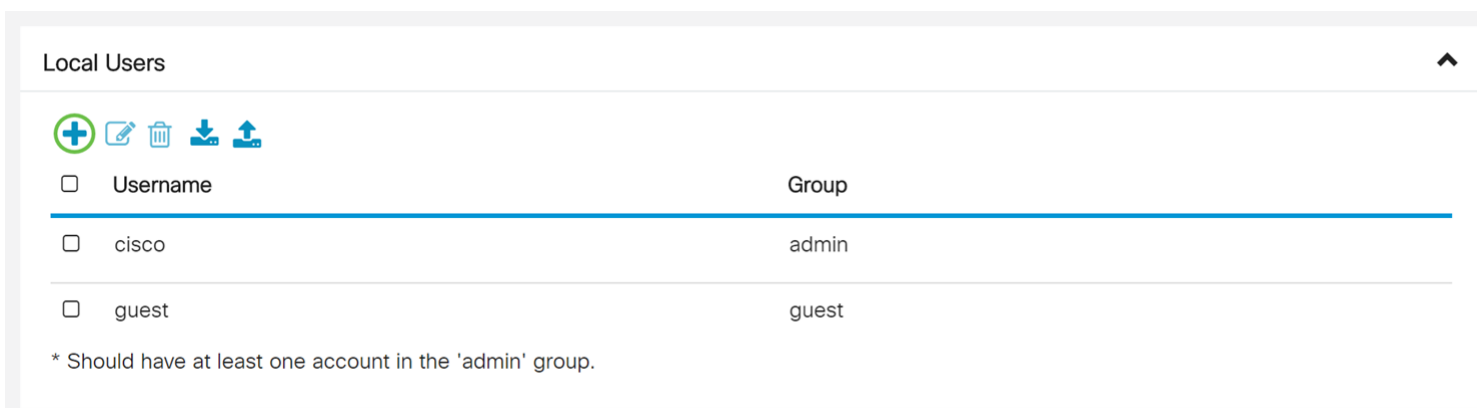 Local Users
Username Group
cisco admin
guest guest
* Should have at least one account in the 'admin' group.